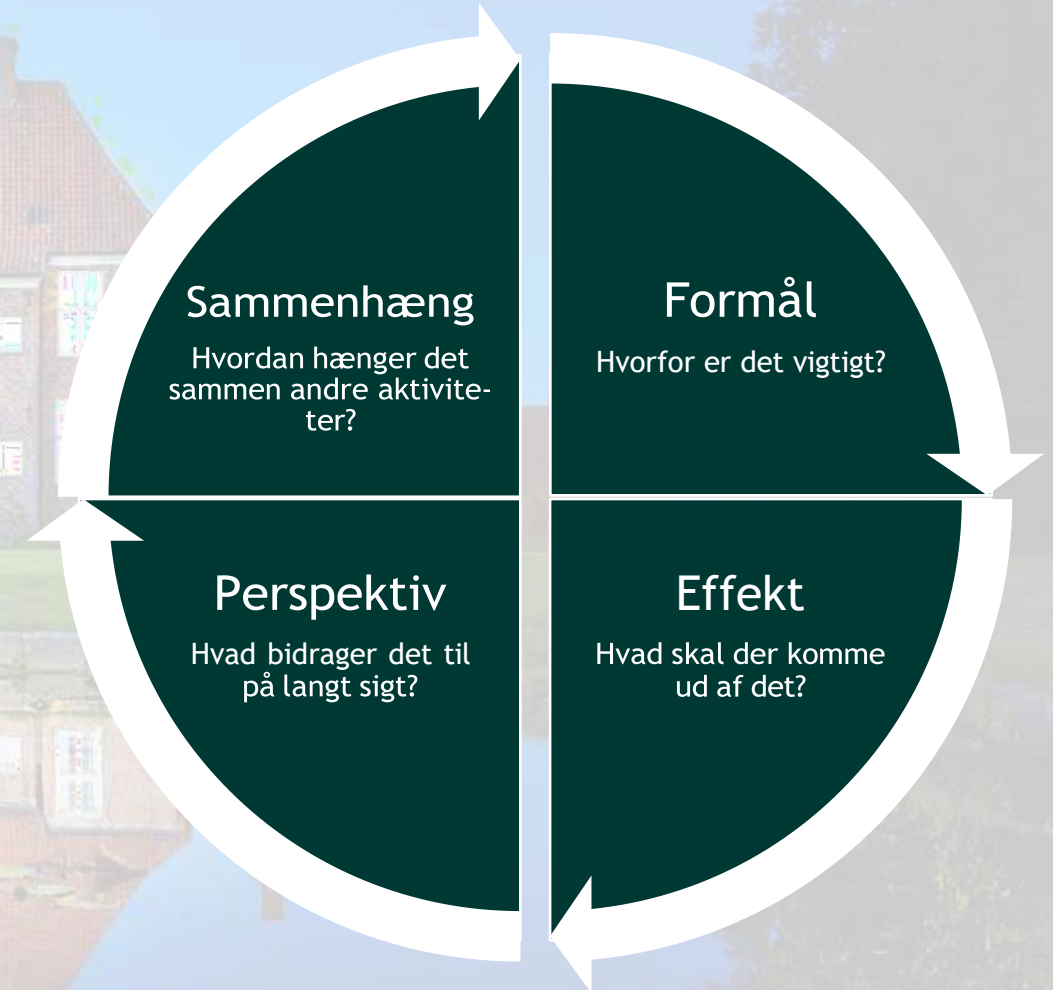 Sammenhæng
Hvordan hænger det
sammen andre aktivite-
ter?
Formål
Hvorfor er det vigtigt?
Perspektiv
Hvad bidrager det til
på langt sigt?
Effekt
Hvad skal der komme
ud af det?